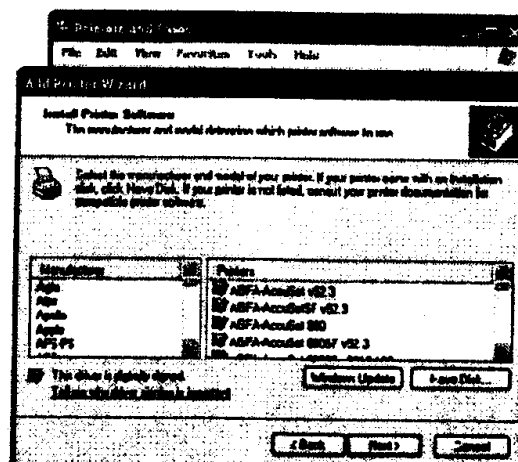 Printers and Faxes
File Edit View Favorites Tools Help
Add Printer Wizard
Install Printer Software
The manufacturer and model determine which printer software to use.
Select the manufacturer and model of your printer. If your printer came with an installation
disk, click Have Disk. If your printer is not listed, consult your printer documentation for
compatible printer software.
Manufacturer
Printers
Agfa
Alps
Apollo
Apple
APS-PS
AGFA-AccuSet v52.3
AGFA-AccuSetSF v52.3
AGFA-AccuSet 800
AGFA-AccuSet 800SF v52.3
This driver is digitally signed.
Tell me why driver signing is important
Windows Update
Have Disk...
< Back
Next >
Cancel